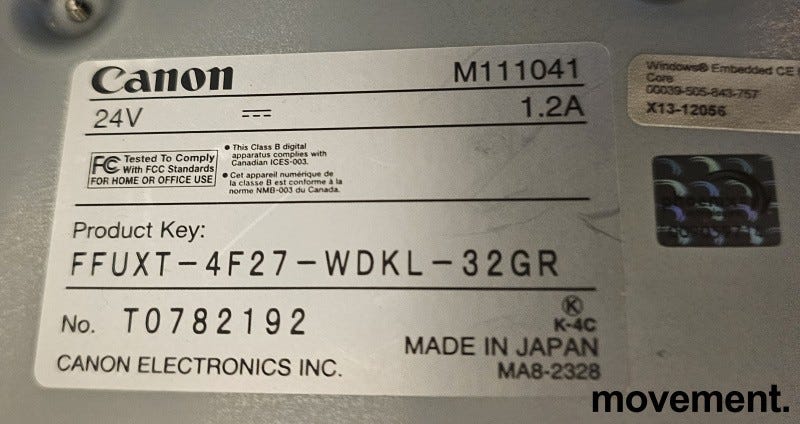 Canon M111041
24V ⎓ 1.2A
FC Tested To Comply
With FCC Standards
FOR HOME OR OFFICE USE
• This Class B digital
apparatus complies with
Canadian ICES-003.
• Cet appareil numérique de
la classe B est conforme à la
norme NMB-003 du Canada.
Product Key:
FFUXT-4F27-WDKL-32GR
No. T0782192
K
K-4C
CANON ELECTRONICS INC.
MADE IN JAPAN
MA8-2328
Windows® Embedded CE
Core
00039-505-843-757
X13-12056
movement.